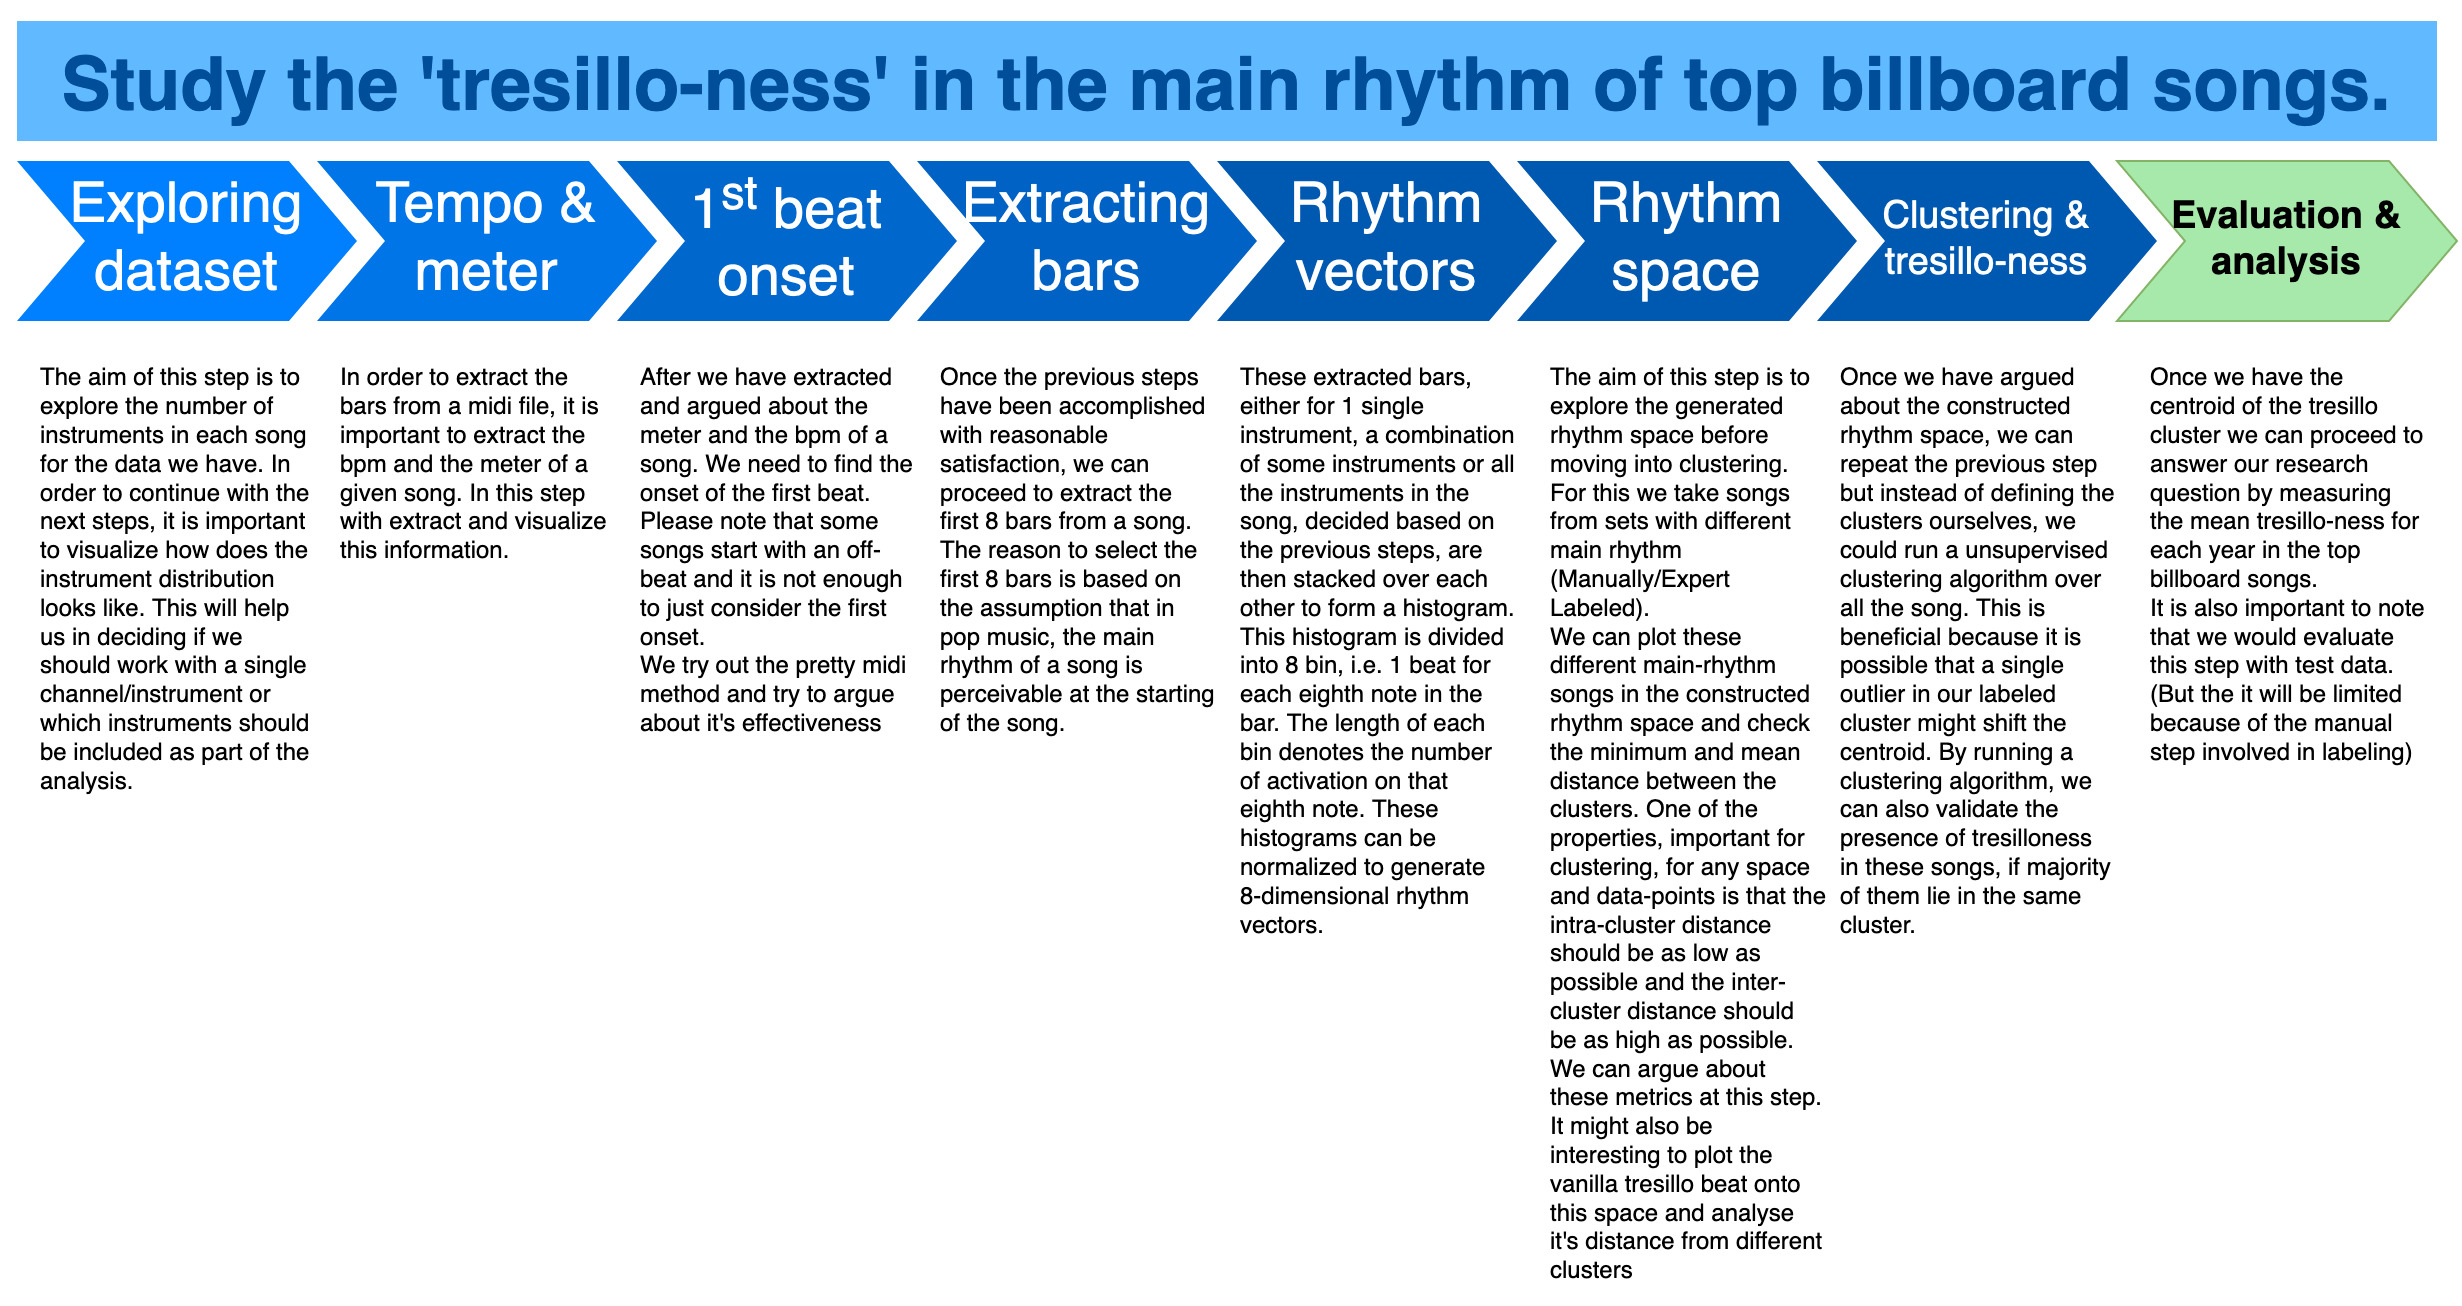 Study the 'tresillo-ness' in the main rhythm of top billboard songs.
Exploring
dataset
Tempo &
meter
1st beat
onset
Extracting
bars
Rhythm
vectors
Rhythm
space
Clustering &
tresillo-ness
Evaluation &
analysis
The aim of this step is to
explore the number of
instruments in each song
for the data we have. In
order to continue with the
next steps, it is important
to visualize how does the
instrument distribution
looks like. This will help
us in deciding if we
should work with a single
channel/instrument or
which instruments should
be included as part of the
analysis.
In order to extract the
bars from a midi file, it is
important to extract the
bpm and the meter of a
given song. In this step
with extract and visualize
this information.
After we have extracted
and argued about the
meter and the bpm of a
song. We need to find the
onset of the first beat.
Please note that some
songs start with an off-
beat and it is not enough
to just consider the first
onset.
We try out the pretty midi
method and try to argue
about it's effectiveness
Once the previous steps
have been accomplished
with reasonable
satisfaction, we can
proceed to extract the
first 8 bars from a song.
The reason to select the
first 8 bars is based on
the assumption that in
pop music, the main
rhythm of a song is
perceivable at the starting
of the song.
These extracted bars,
either for 1 single
instrument, a combination
of some instruments or all
the instruments in the
song, decided based on
the previous steps, are
then stacked over each
other to form a histogram.
This histogram is divided
into 8 bin, i.e. 1 beat for
each eighth note in the
bar. The length of each
bin denotes the number
of activation on that
eighth note. These
histograms can be
normalized to generate
8-dimensional rhythm
vectors.
The aim of this step is to
explore the generated
rhythm space before
moving into clustering.
For this we take songs
from sets with different
main rhythm
(Manually/Expert
Labeled).
We can plot these
different main-rhythm
songs in the constructed
rhythm space and check
the minimum and mean
distance between the
clusters. One of the
properties, important for
clustering, for any space
and data-points is that the
intra-cluster distance
should be as low as
possible and the inter-
cluster distance should
be as high as possible.
We can argue about
these metrics at this step.
It might also be
interesting to plot the
vanilla tresillo beat onto
this space and analyse
it's distance from different
clusters
Once we have argued
about the constructed
rhythm space, we can
repeat the previous step
but instead of defining the
clusters ourselves, we
could run a unsupervised
clustering algorithm over
all the song. This is
beneficial because it is
possible that a single
outlier in our labeled
cluster might shift the
centroid. By running a
clustering algorithm, we
can also validate the
presence of tresilloness
in these songs, if majority
of them lie in the same
cluster.
Once we have the
centroid of the tresillo
cluster we can proceed to
answer our research
question by measuring
the mean tresillo-ness for
each year in the top
billboard songs.
It is also important to note
that we would evaluate
this step with test data.
(But the it will be limited
because of the manual
step involved in labeling)